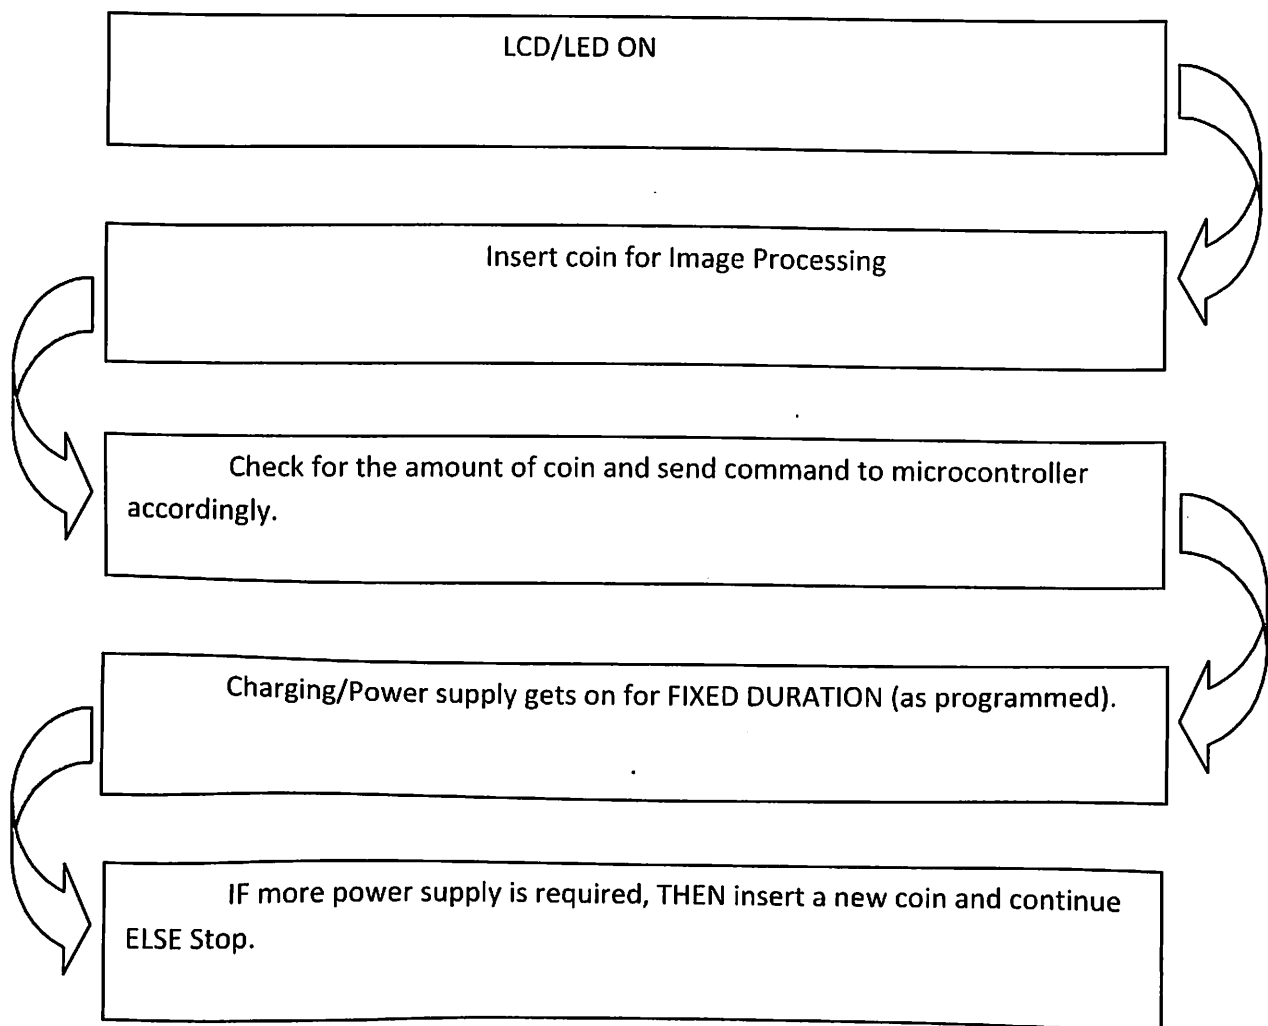 LCD/LED ON
Insert coin for Image Processing
Check for the amount of coin and send command to microcontroller
accordingly.
Charging/Power supply gets on for FIXED DURATION (as programmed).
IF more power supply is required, THEN insert a new coin and continue
ELSE Stop.